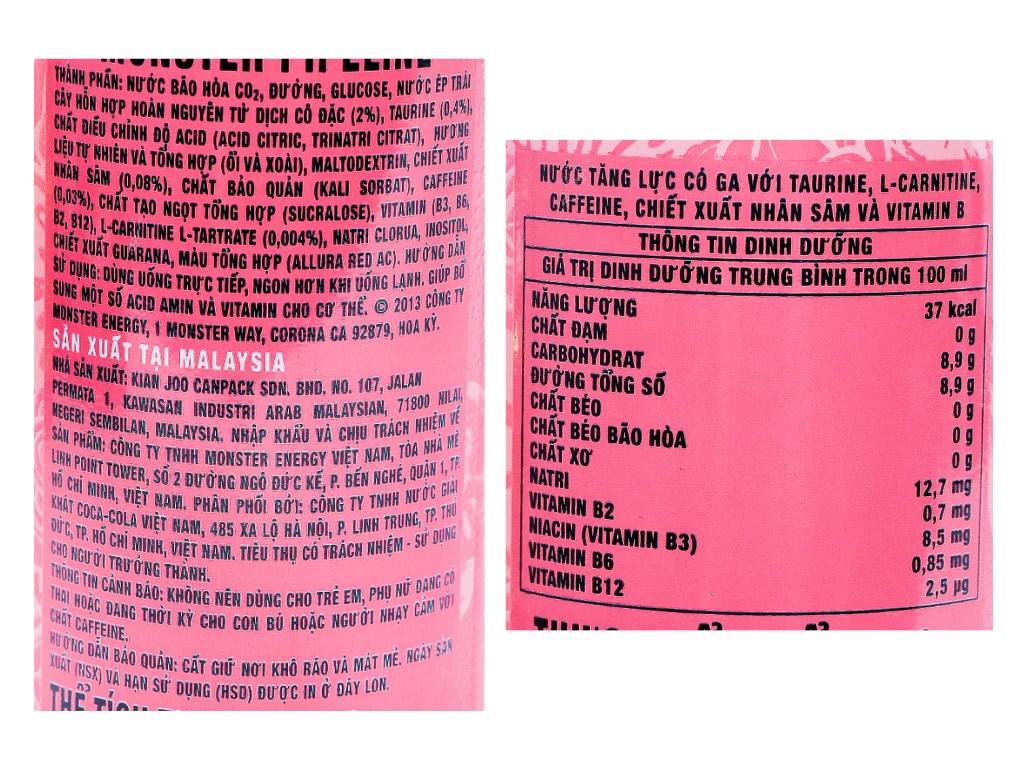 THÀNH PHẦN: NƯỚC BÃO HÒA CO₂, ĐƯỜNG, GLUCOSE, NƯỚC ÉP TRÁI
CÂY HỖN HỢP HOÀN NGUYÊN TỪ DỊCH CÔ ĐẶC (2%), TAURINE (0,4%),
CHẤT ĐIỀU CHỈNH ĐỘ ACID (ACID CITRIC, TRINATRI CITRAT), HƯƠNG
LIỆU TỰ NHIÊN VÀ TỔNG HỢP (ỔI VÀ XOÀI), MALTODEXTRIN, CHIẾT XUẤT
NHÂN SÂM (0,08%), CHẤT BẢO QUẢN (KALI SORBAT), CAFFEINE
(0,03%), CHẤT TẠO NGỌT TỔNG HỢP (SUCRALOSE), VITAMIN (B3, B6,
B2, B12), L-CARNITINE L-TARTRATE (0,004%), NATRI CLORUA, INOSITOL,
CHIẾT XUẤT GUARANA, MÀU TỔNG HỢP (ALLURA RED AC). HƯỚNG DẪN
SỬ DỤNG: DÙNG UỐNG TRỰC TIẾP, NGON HƠN KHI UỐNG LẠNH. GIÚP BỔ
SUNG MỘT SỐ ACID AMIN VÀ VITAMIN CHO CƠ THỂ. © 2013 CÔNG TY
MONSTER ENERGY, 1 MONSTER WAY, CORONA CA 92879, HOA KỲ.
SẢN XUẤT TẠI MALAYSIA
NHÀ SẢN XUẤT: KIAN JOO CANPACK SDN. BHD. NO. 107, JALAN
PERMATA 1, KAWASAN INDUSTRI ARAB MALAYSIAN, 71800 NILAI,
NEGERI SEMBILAN, MALAYSIA. NHẬP KHẨU VÀ CHỊU TRÁCH NHIỆM VỀ
SẢN PHẨM: CÔNG TY TNHH MONSTER ENERGY VIỆT NAM, TÒA NHÀ MÊ
LINH POINT TOWER, SỐ 2 ĐƯỜNG NGÔ ĐỨC KẾ, P. BẾN NGHÉ, QUẬN 1, TP.
HỒ CHÍ MINH, VIỆT NAM. PHÂN PHỐI BỞI: CÔNG TY TNHH NƯỚC GIẢI
KHÁT COCA-COLA VIỆT NAM, 485 XA LỘ HÀ NỘI, P. LINH TRUNG, TP. THỦ
ĐỨC, TP. HỒ CHÍ MINH, VIỆT NAM. TIÊU THỤ CÓ TRÁCH NHIỆM - SỬ DỤNG
CHO NGƯỜI TRƯỞNG THÀNH.
THÔNG TIN CẢNH BÁO: KHÔNG NÊN DÙNG CHO TRẺ EM, PHỤ NỮ ĐANG CÓ
THAI HOẶC ĐANG THỜI KỲ CHO CON BÚ HOẶC NGƯỜI NHẠY CẢM VỚI
CHẤT CAFFEINE.
HƯỚNG DẪN BẢO QUẢN: CẤT GIỮ NƠI KHÔ RÁO VÀ MÁT MẺ. NGÀY SẢN
XUẤT (NSX) VÀ HẠN SỬ DỤNG (HSD) ĐƯỢC IN Ở ĐÁY LON.
THỂ TÍCH
NƯỚC TĂNG LỰC CÓ GA VỚI TAURINE, L-CARNITINE,
CAFFEINE, CHIẾT XUẤT NHÂN SÂM VÀ VITAMIN B
THÔNG TIN DINH DƯỠNG
GIÁ TRỊ DINH DƯỠNG TRUNG BÌNH TRONG 100 ml
NĂNG LƯỢNG 37 kcal
CHẤT ĐẠM 0 g
CARBOHYDRAT 8,9 g
ĐƯỜNG TỔNG SỐ 8,9 g
CHẤT BÉO 0 g
CHẤT BÉO BÃO HÒA 0 g
CHẤT XƠ 0 g
NATRI 12,7 mg
VITAMIN B2 0,7 mg
NIACIN (VITAMIN B3) 8,5 mg
VITAMIN B6 0,85 mg
VITAMIN B12 2,5 µg